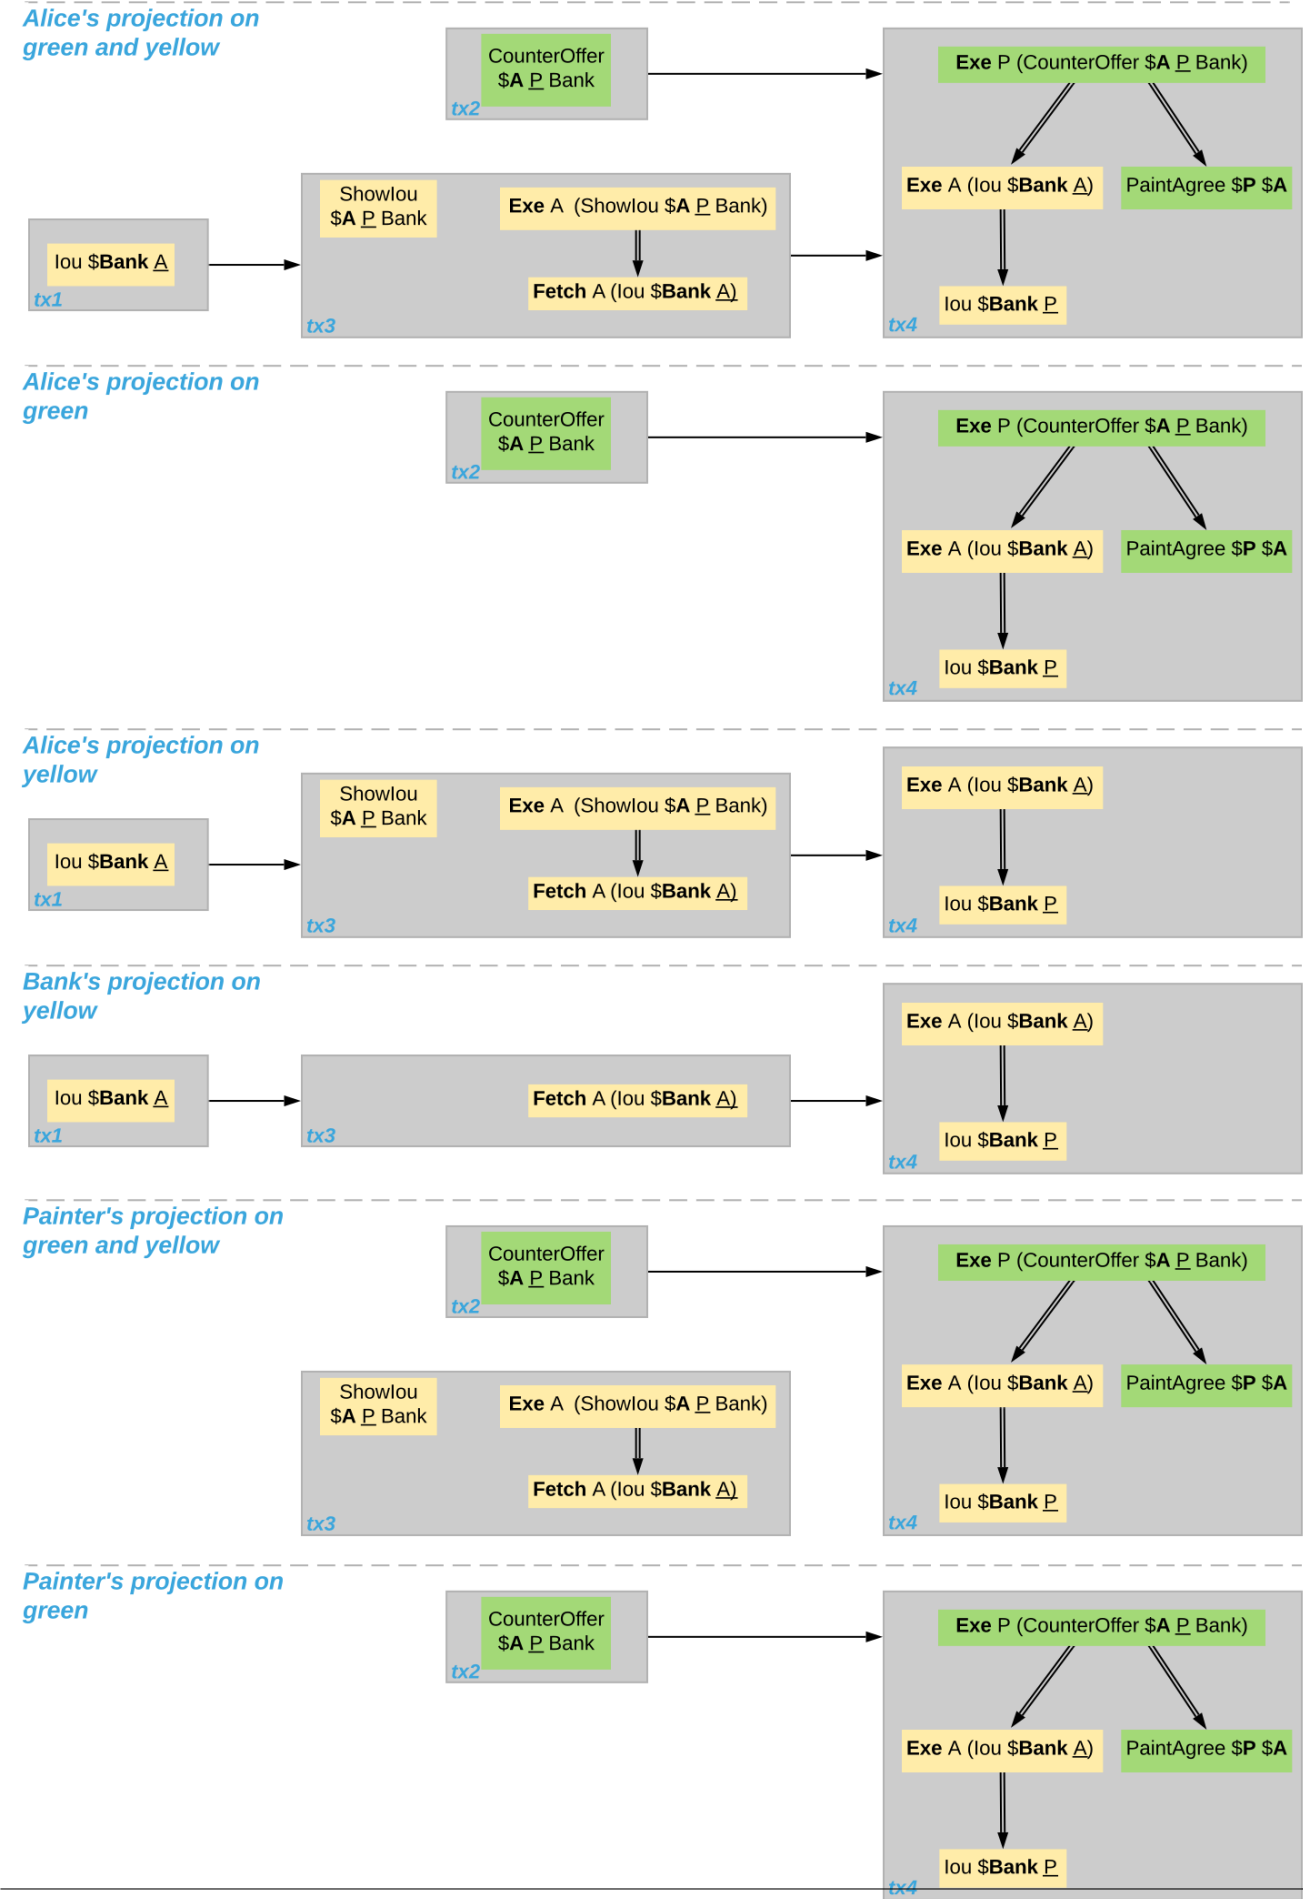 Alice's projection on
green and yellow
CounterOffer
$A P Bank
tx2
Exe P (CounterOffer $A P Bank)
Exe A (Iou $Bank A)
PaintAgree $P $A
Iou $Bank P
tx4
ShowIou
$A P Bank
Exe A (ShowIou $A P Bank)
Fetch A (Iou $Bank A)
tx3
Iou $Bank A
tx1
Alice's projection on
green
CounterOffer
$A P Bank
tx2
Exe P (CounterOffer $A P Bank)
Exe A (Iou $Bank A)
PaintAgree $P $A
Iou $Bank P
tx4
Alice's projection on
yellow
Iou $Bank A
tx1
ShowIou
$A P Bank
Exe A (ShowIou $A P Bank)
Fetch A (Iou $Bank A)
tx3
Exe A (Iou $Bank A)
Iou $Bank P
tx4
Bank's projection on
yellow
Iou $Bank A
tx1
Fetch A (Iou $Bank A)
tx3
Exe A (Iou $Bank A)
Iou $Bank P
tx4
Painter's projection on
green and yellow
CounterOffer
$A P Bank
tx2
ShowIou
$A P Bank
Exe A (ShowIou $A P Bank)
Fetch A (Iou $Bank A)
tx3
Exe P (CounterOffer $A P Bank)
Exe A (Iou $Bank A)
PaintAgree $P $A
Iou $Bank P
tx4
Painter's projection on
green
CounterOffer
$A P Bank
tx2
Exe P (CounterOffer $A P Bank)
Exe A (Iou $Bank A)
PaintAgree $P $A
Iou $Bank P
tx4